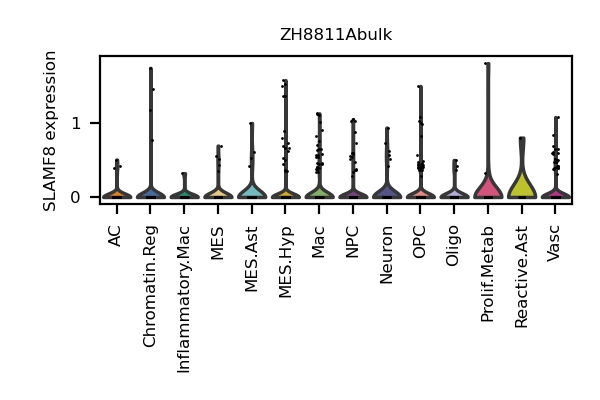 ZH8811Abulk
SLAMF8 expression
1
0
AC
Chromatin.Reg
Inflammatory.Mac
MES
MES.Ast
MES.Hyp
Mac
NPC
Neuron
OPC
Oligo
Prolif.Metab
Reactive.Ast
Vasc